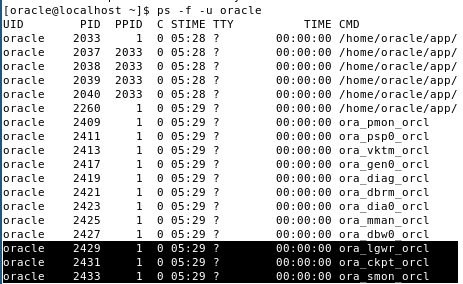 [oracle@localhost ~]$ ps -f -u oracle
UID        PID  PPID  C STIME TTY          TIME CMD
oracle    2033     1  0 05:28 ?        00:00:00 /home/oracle/app/
oracle    2037  2033  0 05:28 ?        00:00:00 /home/oracle/app/
oracle    2038  2033  0 05:28 ?        00:00:00 /home/oracle/app/
oracle    2039  2033  0 05:28 ?        00:00:00 /home/oracle/app/
oracle    2040  2033  0 05:28 ?        00:00:00 /home/oracle/app/
oracle    2260     1  0 05:29 ?        00:00:00 /home/oracle/app/
oracle    2409     1  0 05:29 ?        00:00:00 ora_pmon_orcl
oracle    2411     1  0 05:29 ?        00:00:00 ora_psp0_orcl
oracle    2413     1  0 05:29 ?        00:00:00 ora_vktm_orcl
oracle    2417     1  0 05:29 ?        00:00:00 ora_gen0_orcl
oracle    2419     1  0 05:29 ?        00:00:00 ora_diag_orcl
oracle    2421     1  0 05:29 ?        00:00:00 ora_dbrm_orcl
oracle    2423     1  0 05:29 ?        00:00:00 ora_dia0_orcl
oracle    2425     1  0 05:29 ?        00:00:00 ora_mman_orcl
oracle    2427     1  0 05:29 ?        00:00:00 ora_dbw0_orcl
oracle    2429     1  0 05:29 ?        00:00:00 ora_lgwr_orcl
oracle    2431     1  0 05:29 ?        00:00:00 ora_ckpt_orcl
oracle    2433     1  0 05:29 ?        00:00:00 ora_smon_orcl